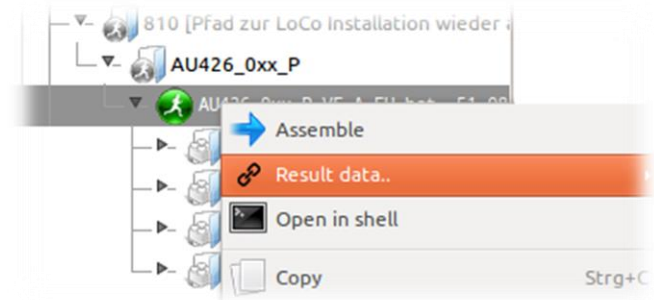 810 [Pfad zur LoCo Installation wieder
AU426_0xx_P
Assemble
Result data..
Open in shell
Copy Strg+C